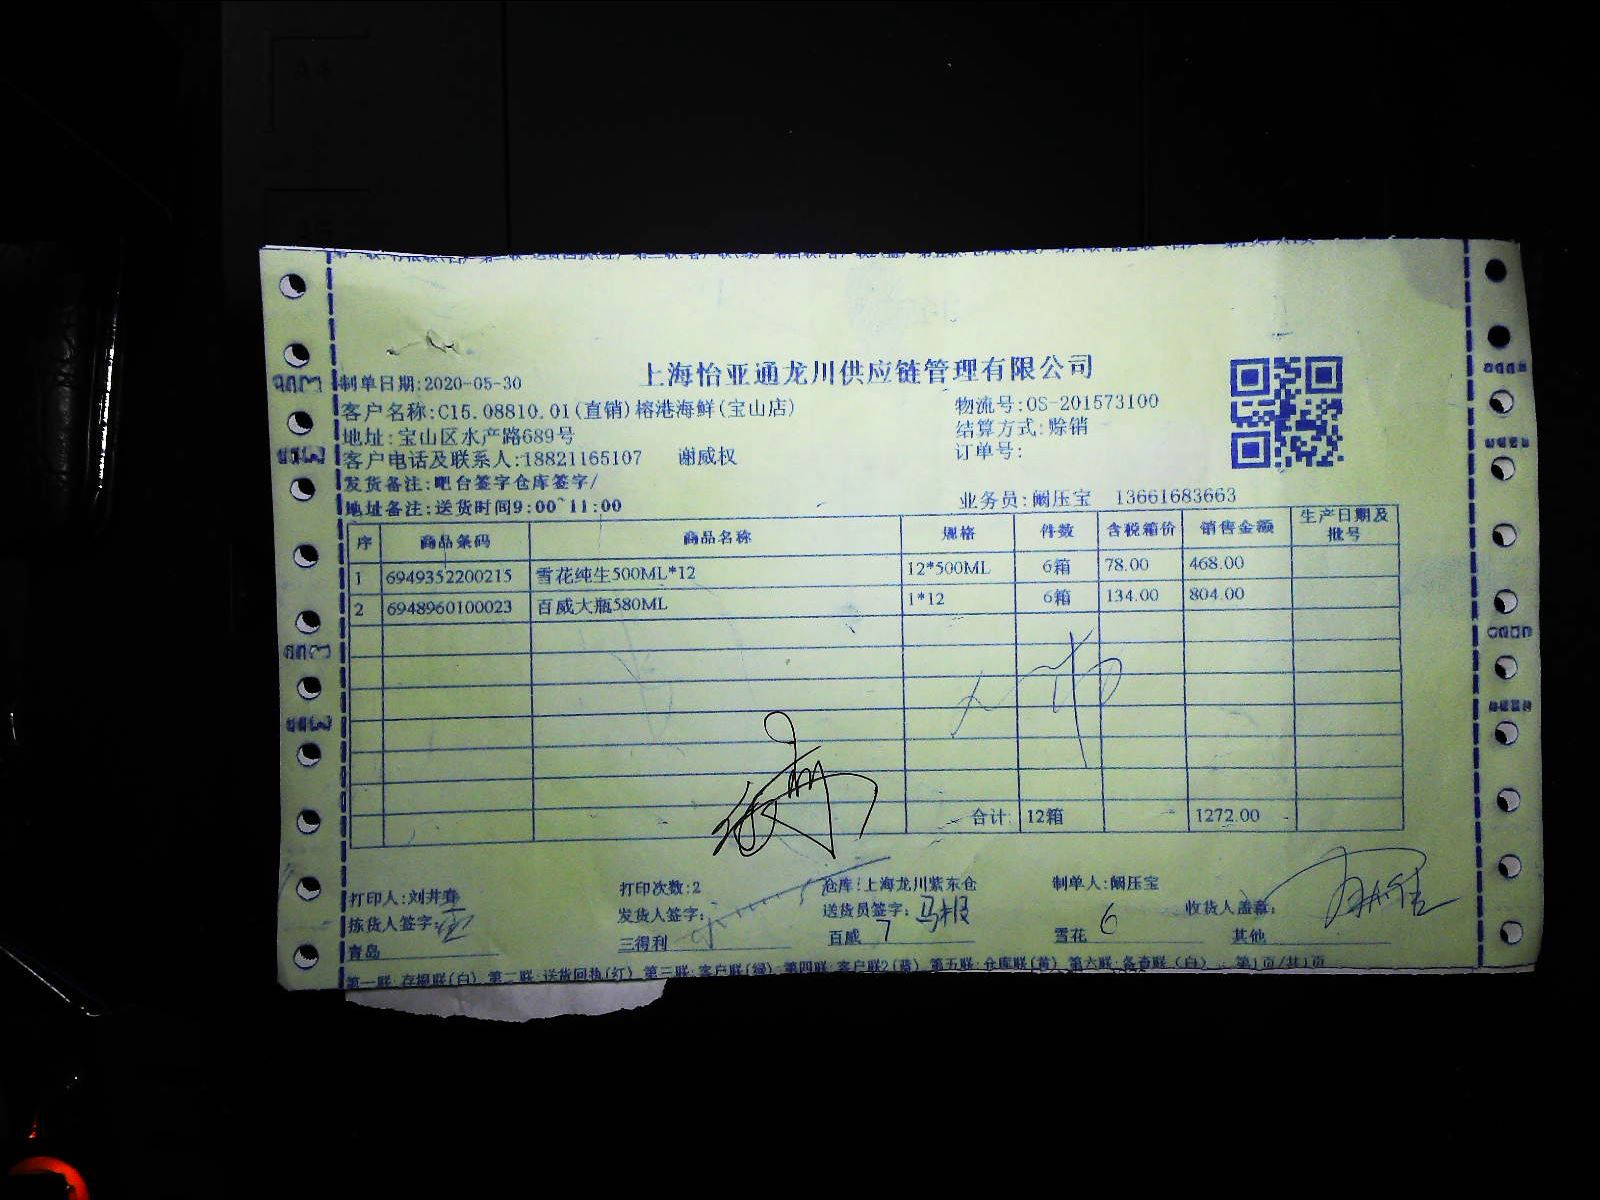 上海怡亚通龙川供应链管理有限公司
制单日期:2020-05-30
客户名称:C15.08810.01(直销)榕港海鲜(宝山店) 物流号:OS-201573100
地址:宝山区水产路689号 结算方式:赊销
客户电话及联系人:18821165107 谢威权 订单号:
发货备注:吧台签字仓库签字/
地址备注:送货时间9:00~11:00 业务员:阚压宝 13661683663
序 商品条码 商品名称 规格 件数 含税箱价 销售金额 生产日期及批号
1 6949352200215 雪花纯生500ML*12 12*500ML 6箱 78.00 468.00
2 6948960100023 百威大瓶580ML 1*12 6箱 134.00 804.00
合计: 12箱 1272.00
打印人:刘井春 打印次数:2 仓库:上海龙川紫东仓 制单人:阚压宝
拣货人签字: 发货人签字: 送货员签字: 收货人盖章:
青岛 三得利 百威 7 雪花 6 其他
第一联:存根联(白) 第二联:送货回执(红) 第三联:客户联(绿) 第四联:客户联2(蓝) 第五联:仓库联(黄) 第六联:备查联(白) 第1页/共1页